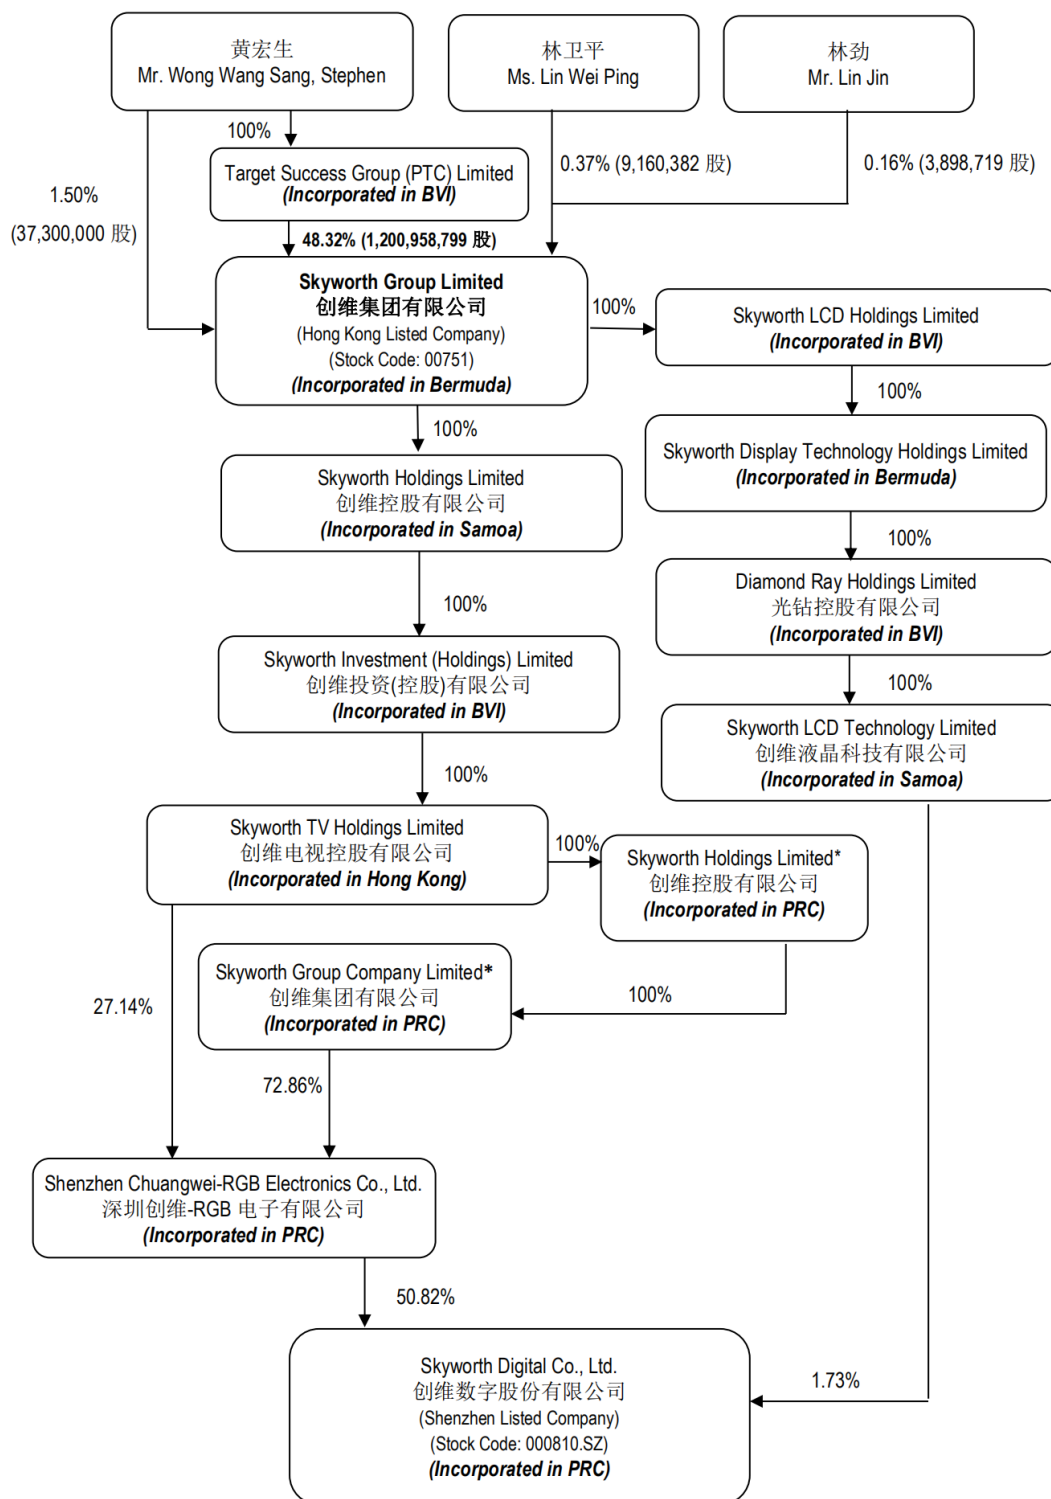 黄宏生
Mr. Wong Wang Sang, Stephen
林卫平
Ms. Lin Wei Ping
林劲
Mr. Lin Jin
100%
Target Success Group (PTC) Limited
(Incorporated in BVI)
0.37% (9,160,382 股)
0.16% (3,898,719 股)
1.50%
(37,300,000 股)
48.32% (1,200,958,799 股)
Skyworth Group Limited
创维集团有限公司
(Hong Kong Listed Company)
(Stock Code: 00751)
(Incorporated in Bermuda)
100%
Skyworth LCD Holdings Limited
(Incorporated in BVI)
100%
100%
Skyworth Display Technology Holdings Limited
(Incorporated in Bermuda)
Skyworth Holdings Limited
创维控股有限公司
(Incorporated in Samoa)
100%
Diamond Ray Holdings Limited
光钻控股有限公司
(Incorporated in BVI)
100%
Skyworth Investment (Holdings) Limited
创维投资(控股)有限公司
(Incorporated in BVI)
100%
Skyworth LCD Technology Limited
创维液晶科技有限公司
(Incorporated in Samoa)
100%
Skyworth TV Holdings Limited
创维电视控股有限公司
(Incorporated in Hong Kong)
100%
Skyworth Holdings Limited*
创维控股有限公司
(Incorporated in PRC)
Skyworth Group Company Limited*
创维集团有限公司
(Incorporated in PRC)
100%
27.14%
72.86%
Shenzhen Chuangwei-RGB Electronics Co., Ltd.
深圳创维-RGB 电子有限公司
(Incorporated in PRC)
50.82%
Skyworth Digital Co., Ltd.
创维数字股份有限公司
(Shenzhen Listed Company)
(Stock Code: 000810.SZ)
(Incorporated in PRC)
1.73%